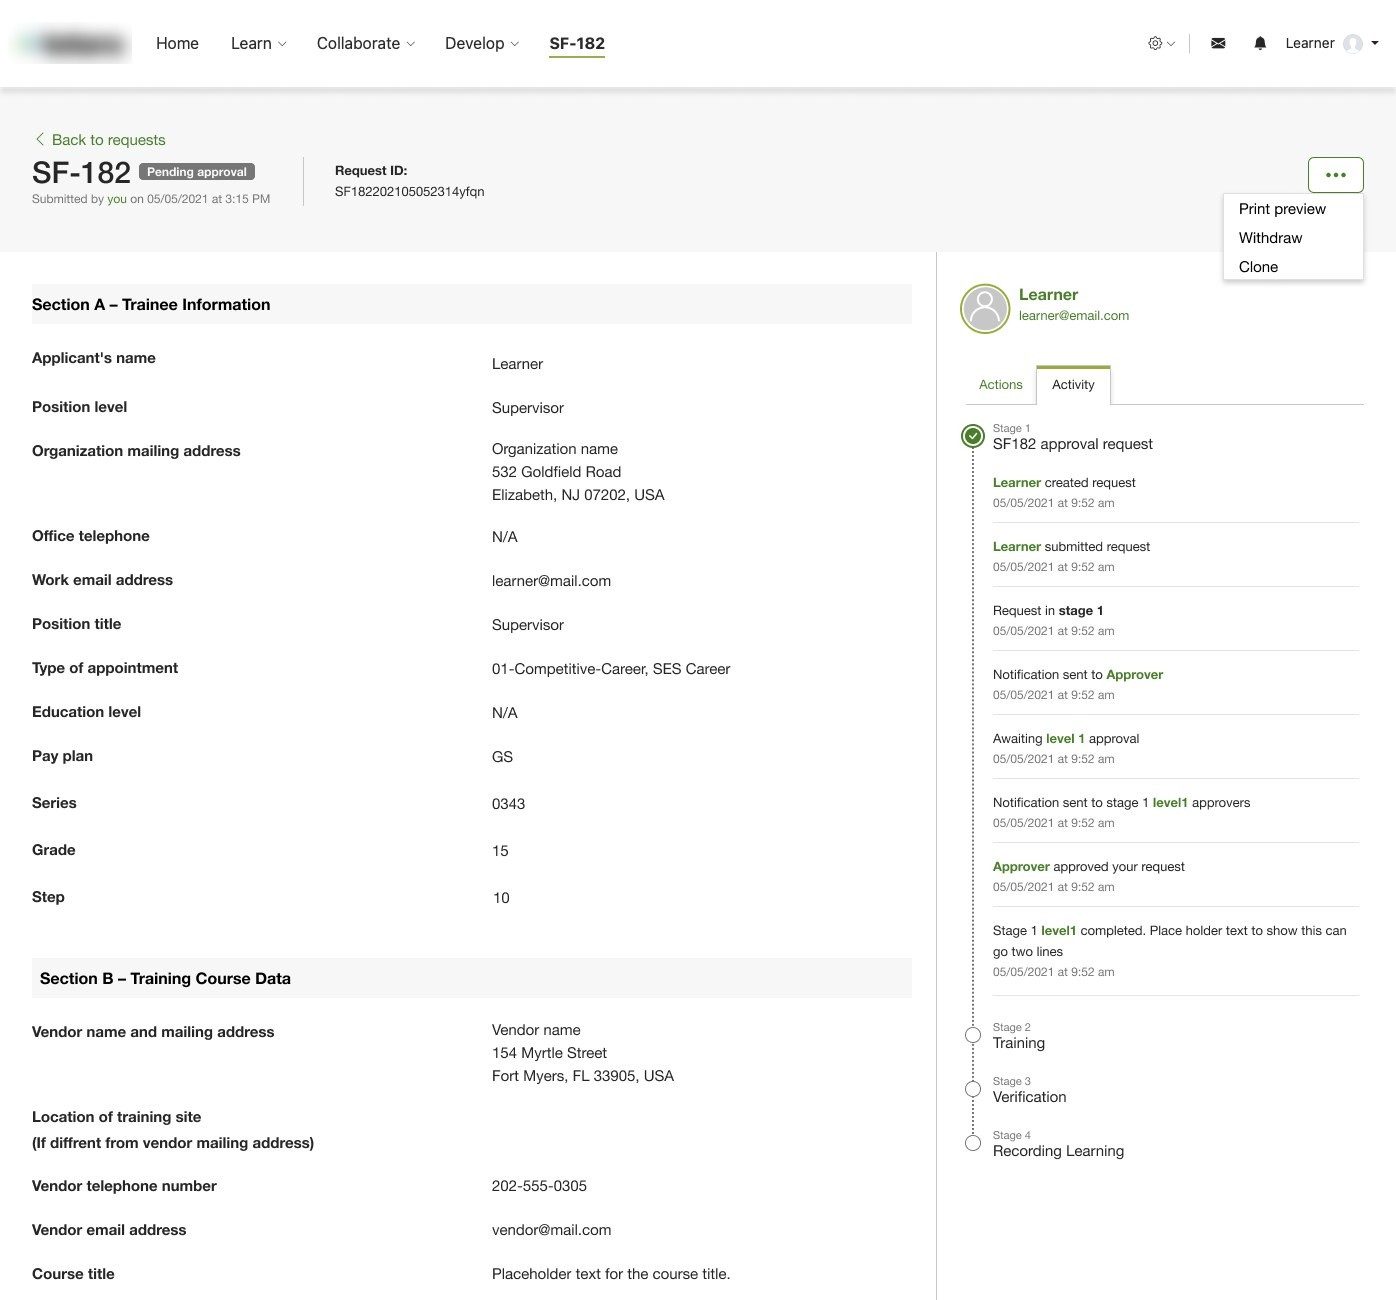 Home
Learn
Collaborate
Develop
SF-182
Learner
Back to requests
SF-182 Pending approval
Submitted by you on 05/05/2021 at 3:15 PM
Request ID:
SF182202105052314yfqn
Print preview
Withdraw
Clone
Section A – Trainee Information
Applicant's name
Learner
Position level
Supervisor
Organization mailing address
Organization name
532 Goldfield Road
Elizabeth, NJ 07202, USA
Office telephone
N/A
Work email address
learner@mail.com
Position title
Supervisor
Type of appointment
01-Competitive-Career, SES Career
Education level
N/A
Pay plan
GS
Series
0343
Grade
15
Step
10
Section B – Training Course Data
Vendor name and mailing address
Vendor name
154 Myrtle Street
Fort Myers, FL 33905, USA
Location of training site
(If diffrent from vendor mailing address)
Vendor telephone number
202-555-0305
Vendor email address
vendor@mail.com
Course title
Placeholder text for the course title.
Learner
learner@email.com
Actions
Activity
Stage 1
SF182 approval request
Learner created request
05/05/2021 at 9:52 am
Learner submitted request
05/05/2021 at 9:52 am
Request in stage 1
05/05/2021 at 9:52 am
Notification sent to Approver
05/05/2021 at 9:52 am
Awaiting level 1 approval
05/05/2021 at 9:52 am
Notification sent to stage 1 level1 approvers
05/05/2021 at 9:52 am
Approver approved your request
05/05/2021 at 9:52 am
Stage 1 level1 completed. Place holder text to show this can
go two lines
05/05/2021 at 9:52 am
Stage 2
Training
Stage 3
Verification
Stage 4
Recording Learning